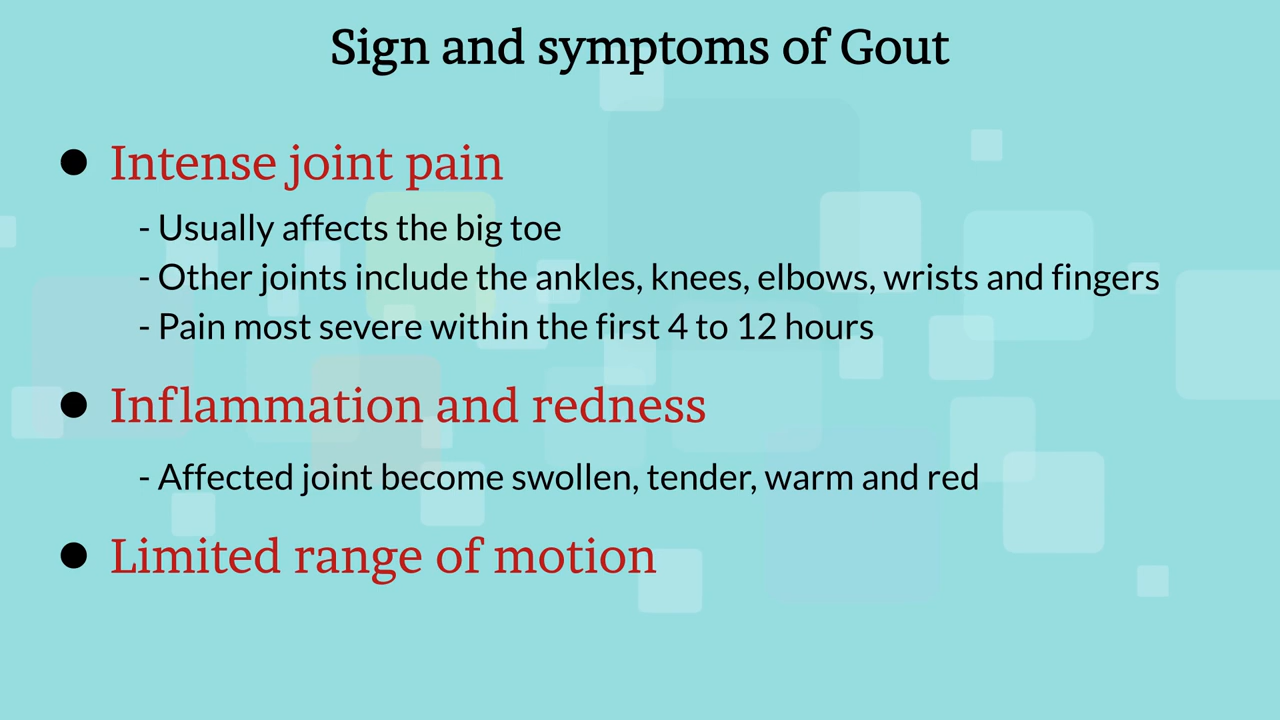 Sign and symptoms of Gout
● Intense joint pain
- Usually affects the big toe
- Other joints include the ankles, knees, elbows, wrists and fingers
- Pain most severe within the first 4 to 12 hours
● Inflammation and redness
- Affected joint become swollen, tender, warm and red
● Limited range of motion